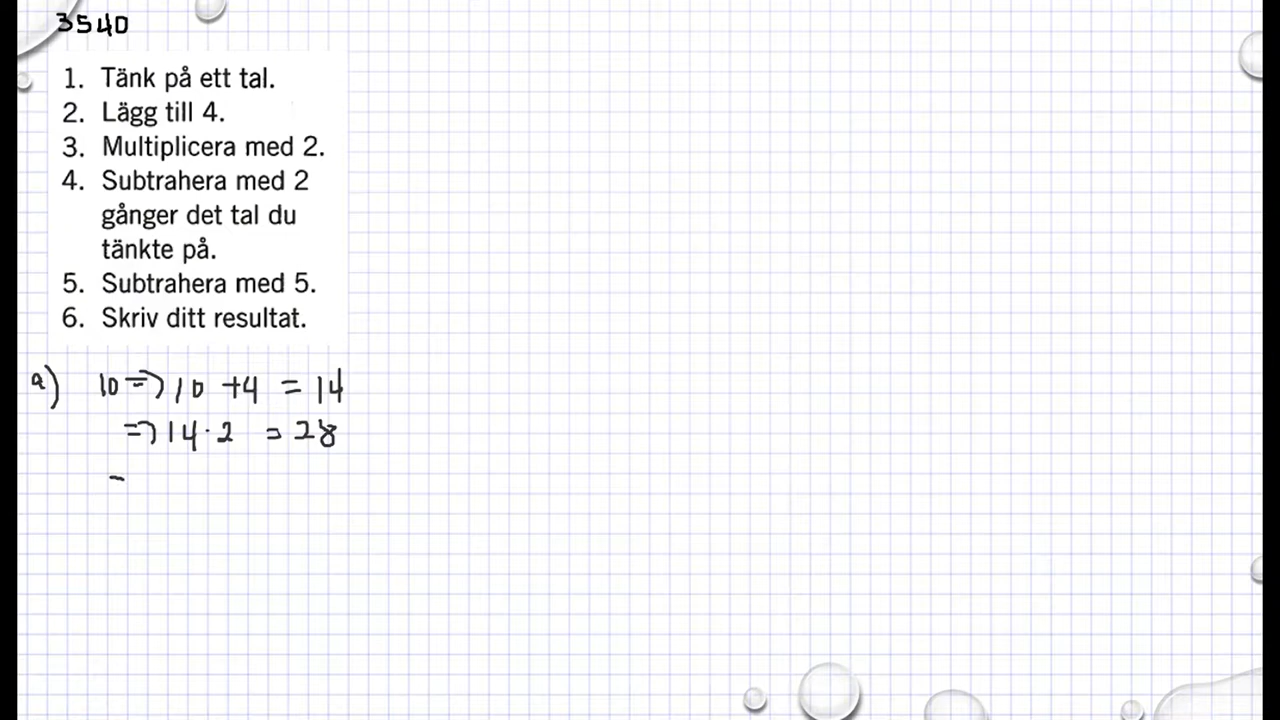 3540
1. Tänk på ett tal.
2. Lägg till 4.
3. Multiplicera med 2.
4. Subtrahera med 2
gånger det tal du
tänkte på.
5. Subtrahera med 5.
6. Skriv ditt resultat.
a) 10 => 10 +4 = 14
=> 14 · 2 = 28
-